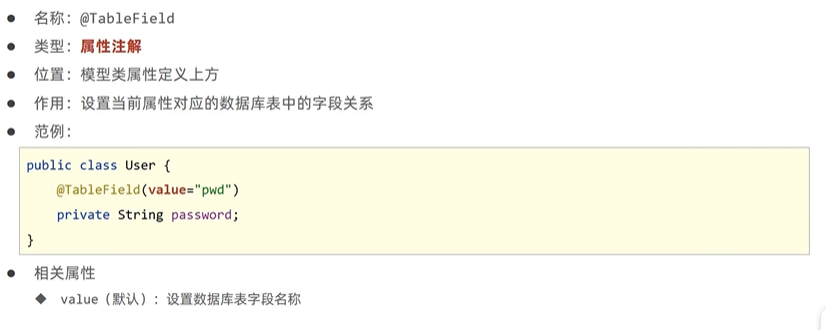 ● 名称：@TableField
● 类型：属性注解
● 位置：模型类属性定义上方
● 作用：设置当前属性对应的数据库表中的字段关系
● 范例：
public class User {
    @TableField(value="pwd")
    private String password;
}
● 相关属性
◆ value（默认）：设置数据库表字段名称